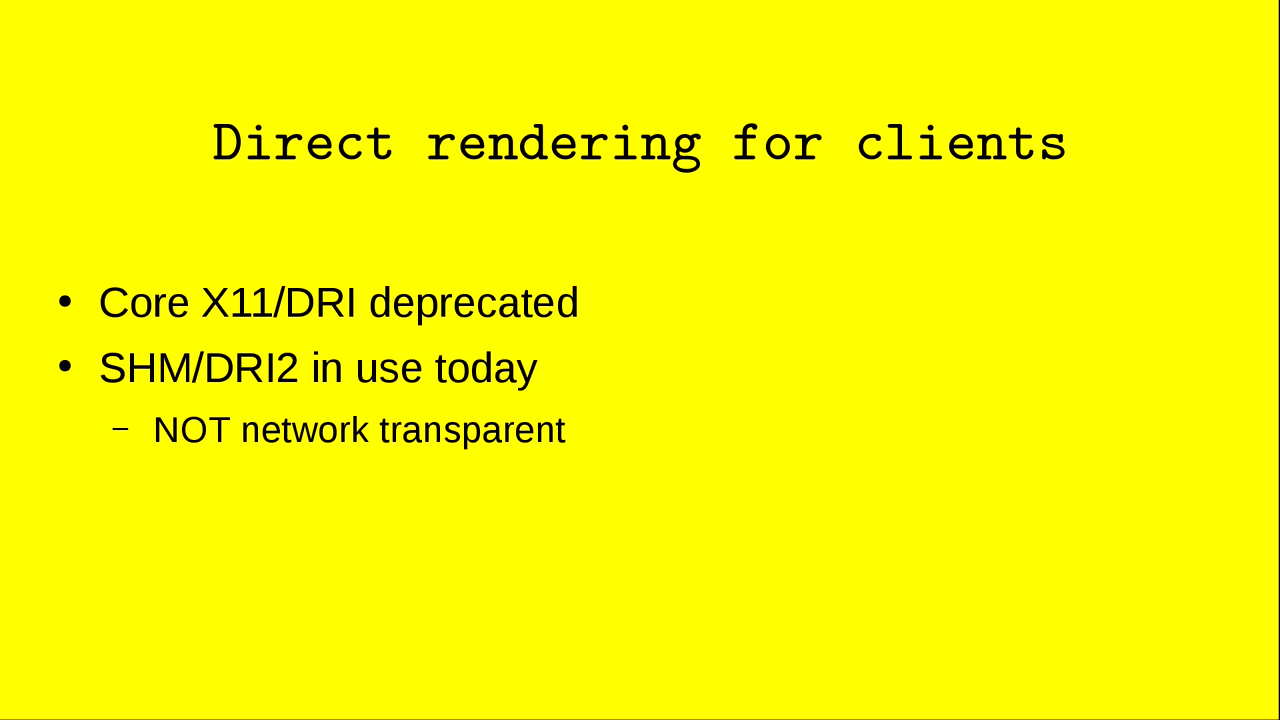 Direct rendering for clients
• Core X11/DRI deprecated
• SHM/DRI2 in use today
– NOT network transparent